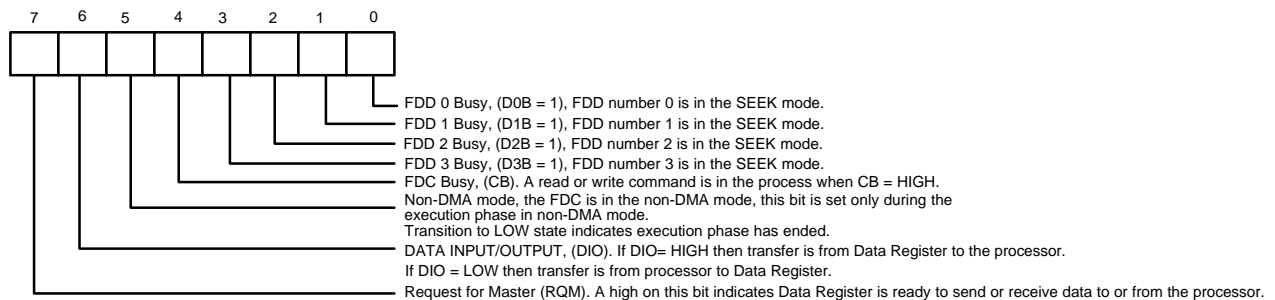 7 6 5 4 3 2 1 0
FDD 0 Busy, (D0B = 1), FDD number 0 is in the SEEK mode.
FDD 1 Busy, (D1B = 1), FDD number 1 is in the SEEK mode.
FDD 2 Busy, (D2B = 1), FDD number 2 is in the SEEK mode.
FDD 3 Busy, (D3B = 1), FDD number 3 is in the SEEK mode.
FDC Busy, (CB). A read or write command is in the process when CB = HIGH.
Non-DMA mode, the FDC is in the non-DMA mode, this bit is set only during the
execution phase in non-DMA mode.
Transition to LOW state indicates execution phase has ended.
DATA INPUT/OUTPUT, (DIO). If DIO= HIGH then transfer is from Data Register to the processor.
If DIO = LOW then transfer is from processor to Data Register.
Request for Master (RQM). A high on this bit indicates Data Register is ready to send or receive data to or from the processor.